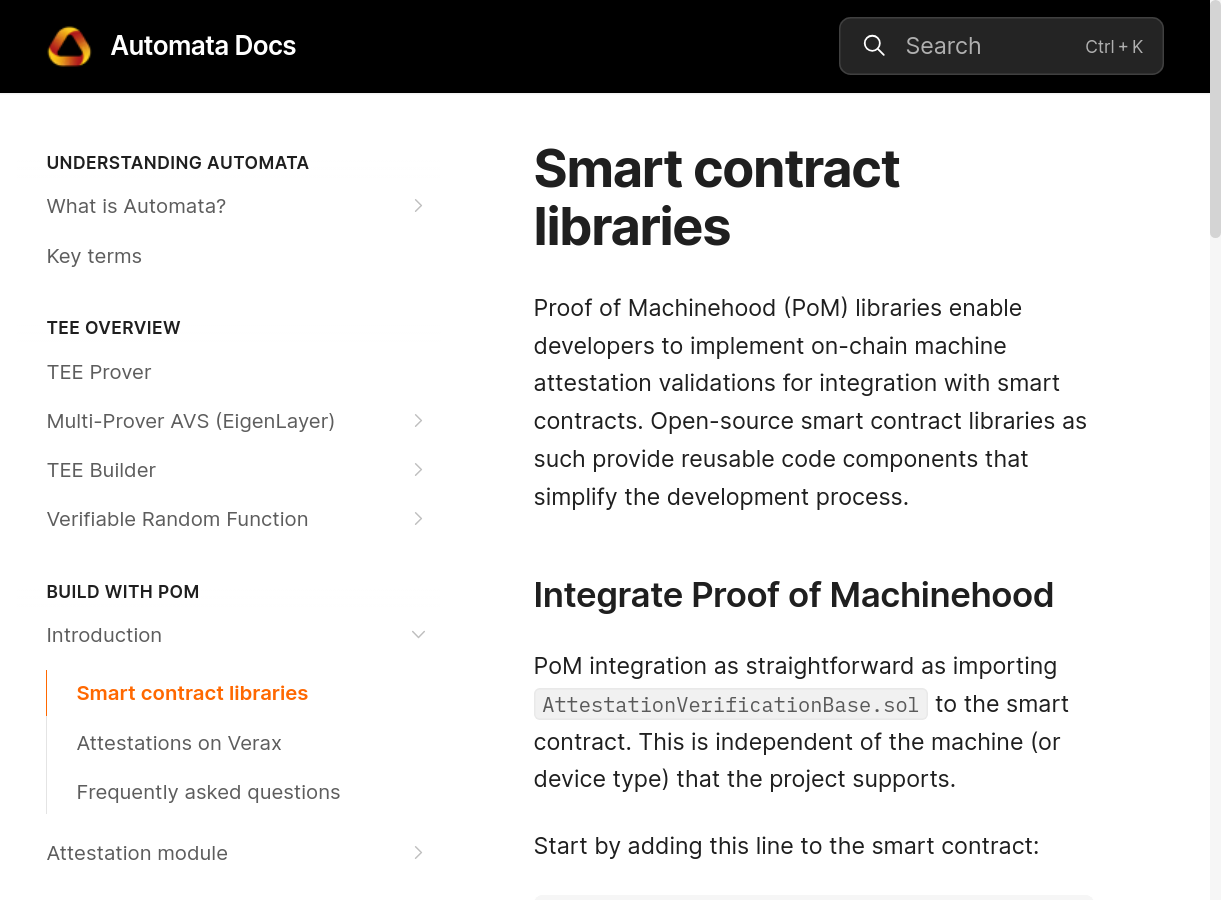 Automata Docs
Search
Ctrl + K
UNDERSTANDING AUTOMATA
What is Automata?
Key terms
TEE OVERVIEW
TEE Prover
Multi-Prover AVS (EigenLayer)
TEE Builder
Verifiable Random Function
BUILD WITH POM
Introduction
Smart contract libraries
Attestations on Verax
Frequently asked questions
Attestation module
Smart contract
libraries
Proof of Machinehood (PoM) libraries enable
developers to implement on-chain machine
attestation validations for integration with smart
contracts. Open-source smart contract libraries as
such provide reusable code components that
simplify the development process.
Integrate Proof of Machinehood
PoM integration as straightforward as importing
AttestationVerificationBase.sol to the smart
contract. This is independent of the machine (or
device type) that the project supports.
Start by adding this line to the smart contract: